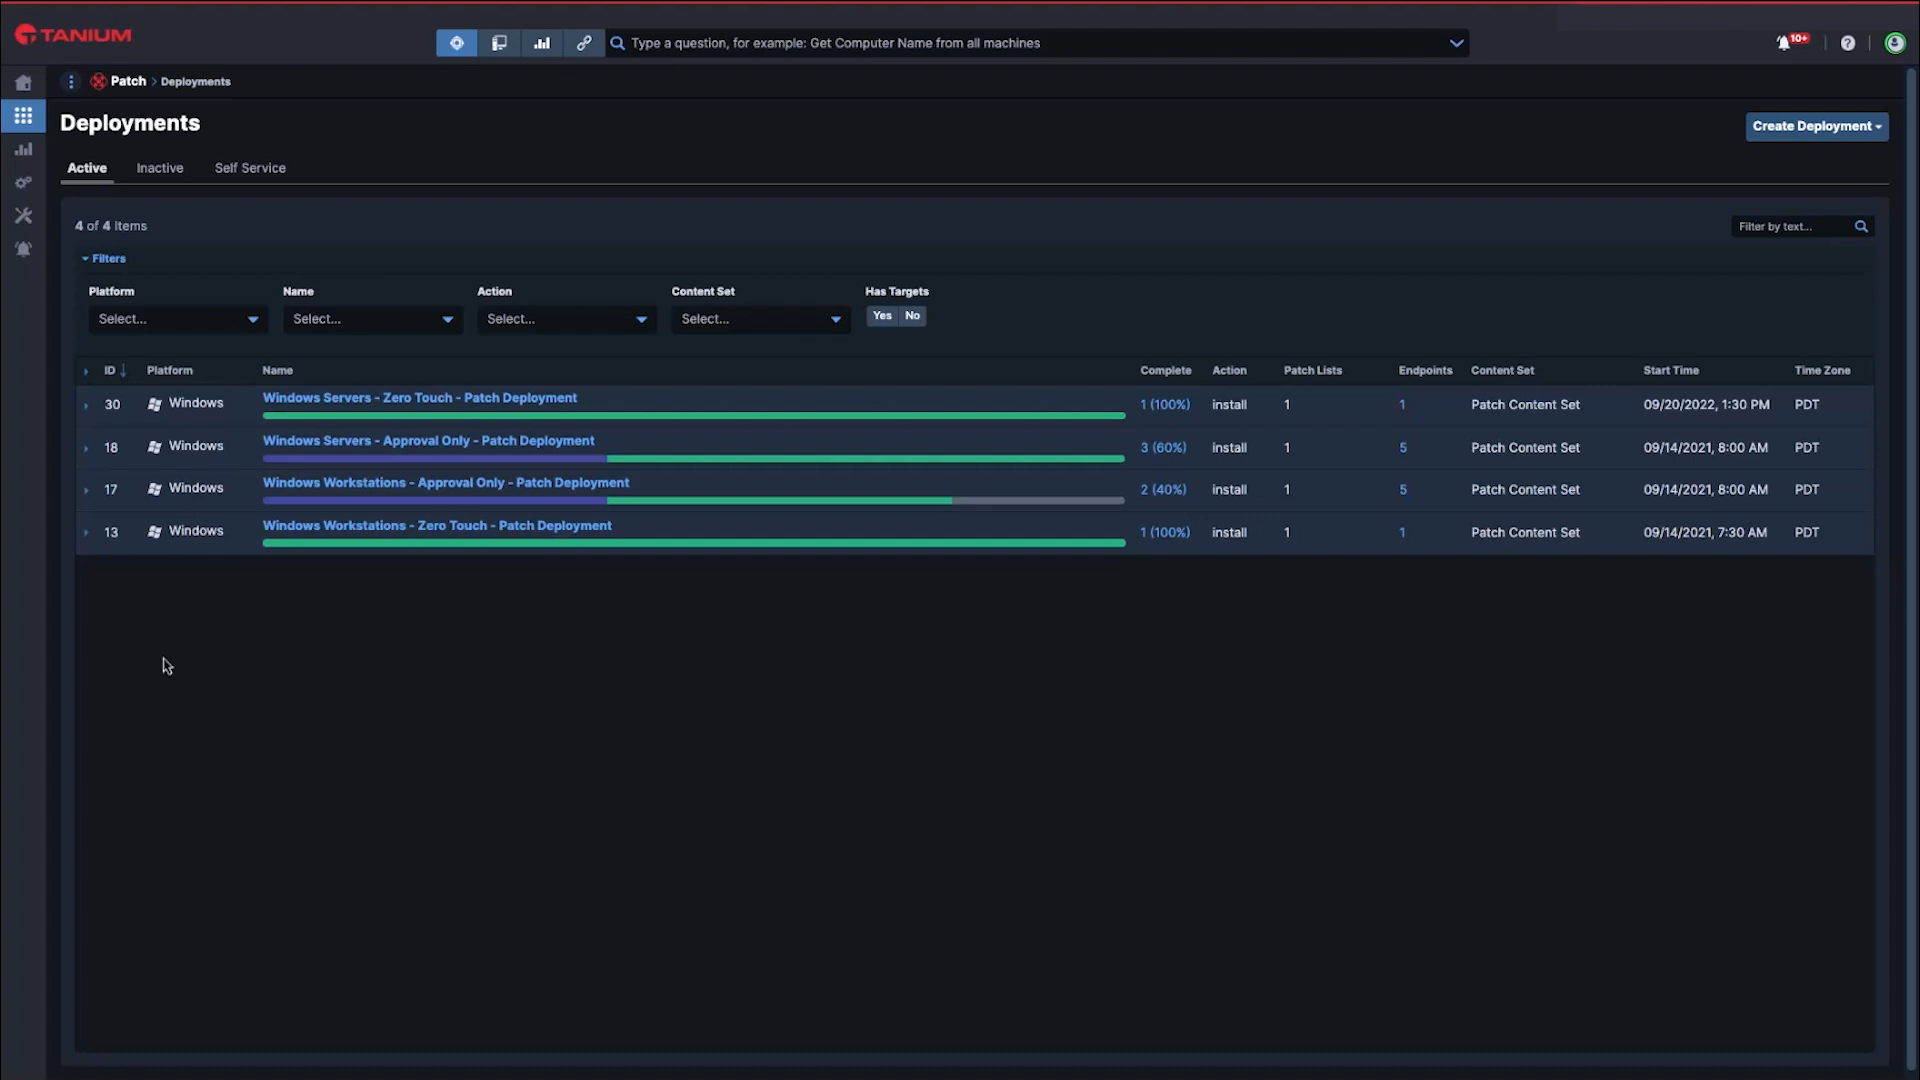 TANIUM
Type a question, for example: Get Computer Name from all machines
10+
?
Patch > Deployments
Deployments
Create Deployment
Active Inactive Self Service
4 of 4 Items
Filter by text...
Filters
Platform Name Action Content Set Has Targets
Select... Select... Select... Select... Yes No
ID Platform Name Complete Action Patch Lists Endpoints Content Set Start Time Time Zone
30 Windows Windows Servers - Zero Touch - Patch Deployment 1 (100%) install 1 1 Patch Content Set 09/20/2022, 1:30 PM PDT
18 Windows Windows Servers - Approval Only - Patch Deployment 3 (60%) install 1 5 Patch Content Set 09/14/2021, 8:00 AM PDT
17 Windows Windows Workstations - Approval Only - Patch Deployment 2 (40%) install 1 5 Patch Content Set 09/14/2021, 8:00 AM PDT
13 Windows Windows Workstations - Zero Touch - Patch Deployment 1 (100%) install 1 1 Patch Content Set 09/14/2021, 7:30 AM PDT